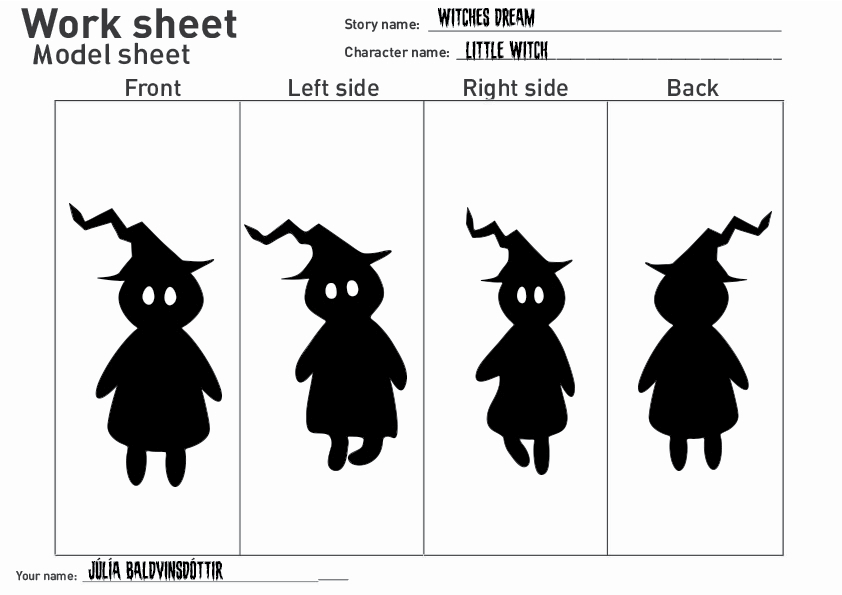 Work sheet
Model sheet
Story name: WITCHES DREAM
Character name: LITTLE WITCH
Front Left side Right side Back
Your name: JÚLÍA BALDVINSDÓTTIR